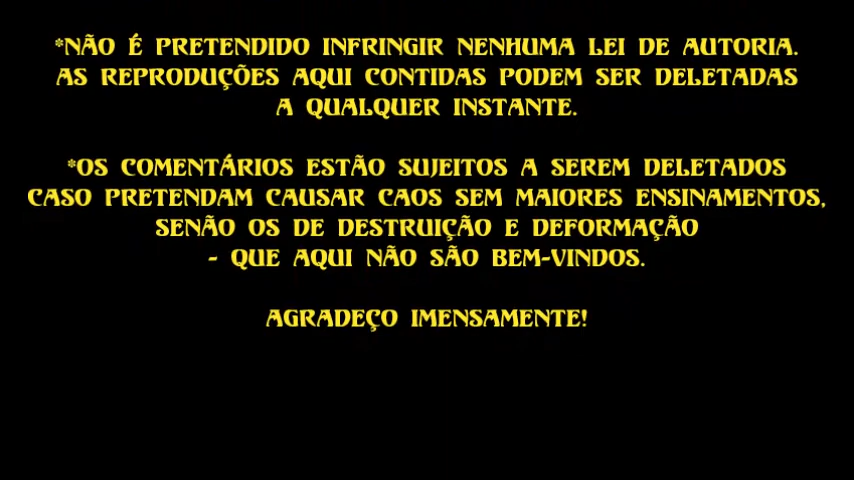 *NÃO É PRETENDIDO INFRINGIR NENHUMA LEI DE AUTORIA.
AS REPRODUÇÕES AQUI CONTIDAS PODEM SER DELETADAS
A QUALQUER INSTANTE.
*OS COMENTÁRIOS ESTÃO SUJEITOS A SEREM DELETADOS
CASO PRETENDAM CAUSAR CAOS SEM MAIORES ENSINAMENTOS,
SENÃO OS DE DESTRUIÇÃO E DEFORMAÇÃO
- QUE AQUI NÃO SÃO BEM-VINDOS.
AGRADEÇO IMENSAMENTE!